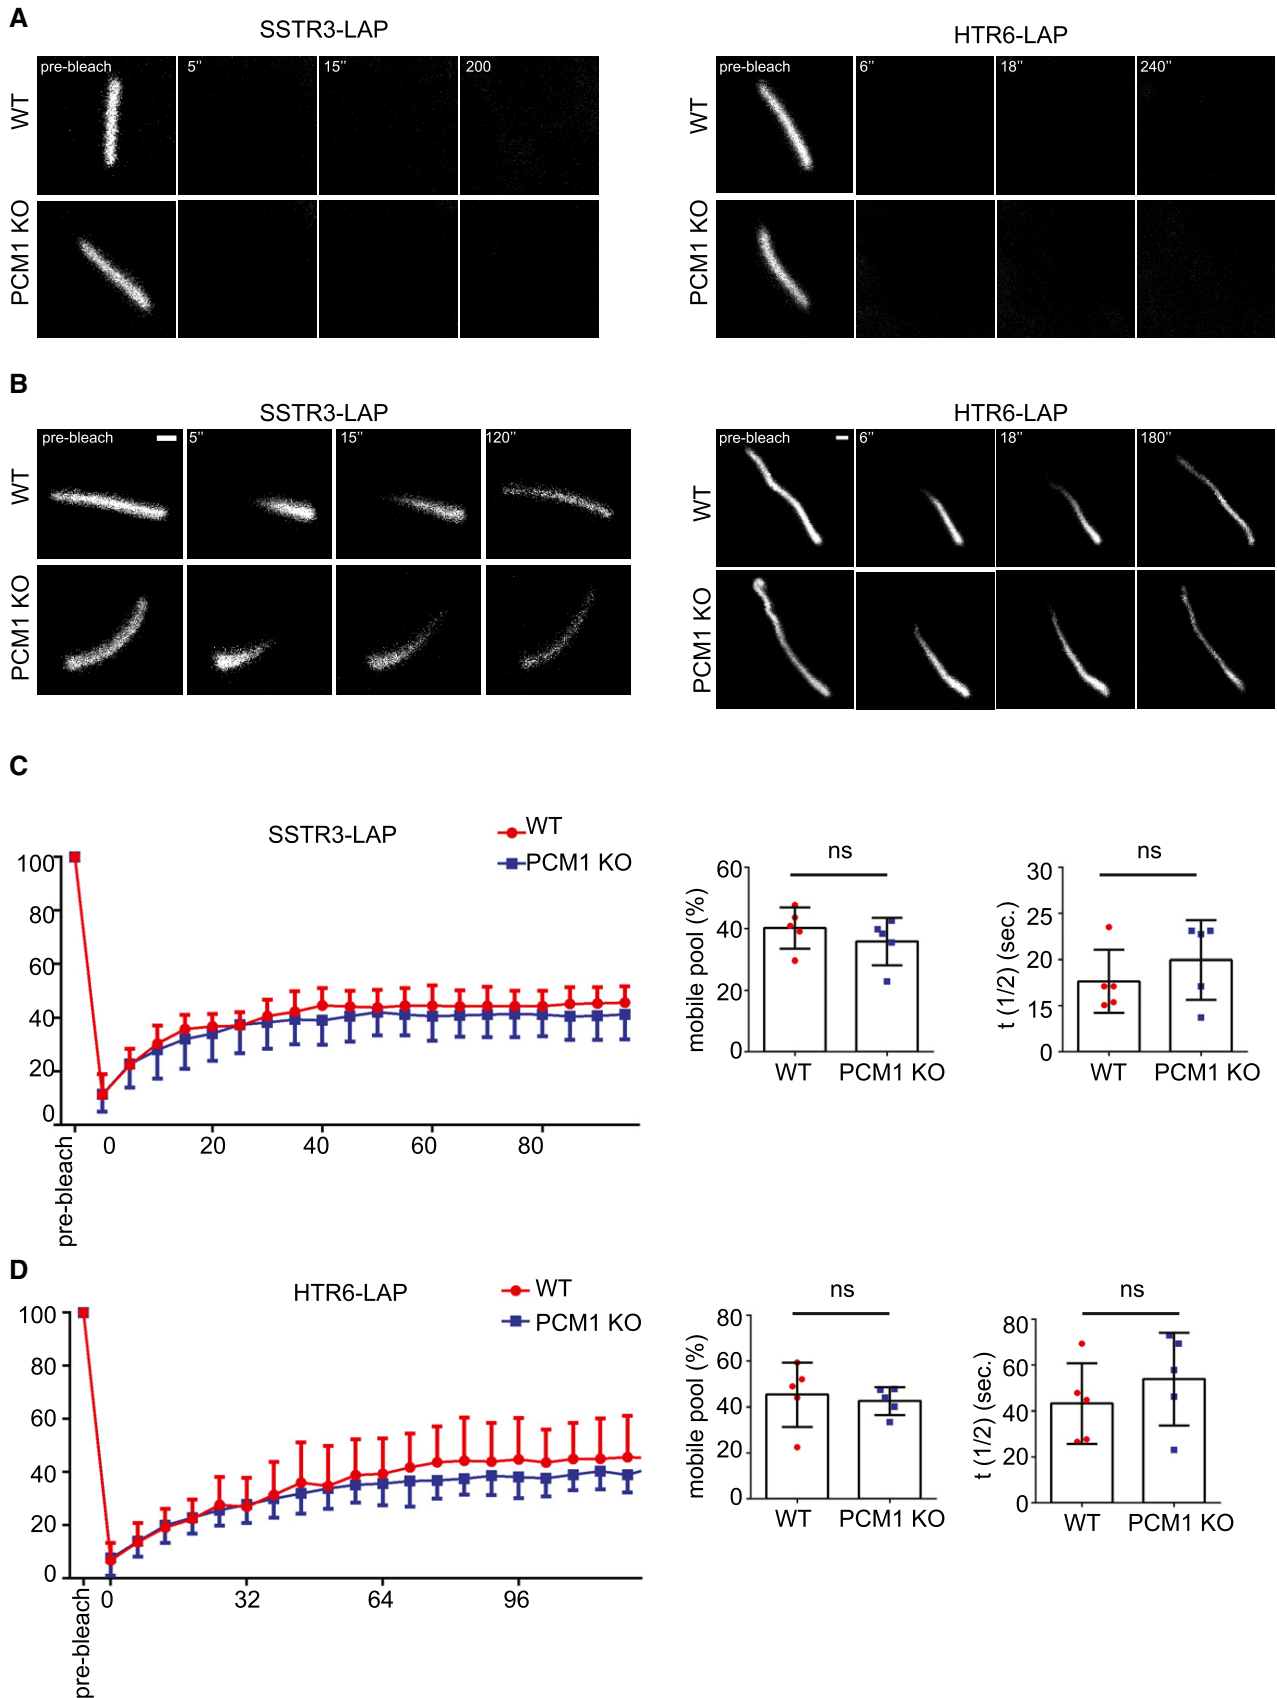 A
SSTR3-LAP
HTR6-LAP
pre-bleach 5’’ 15’’ 200
pre-bleach 6’’ 18’’ 240’’
WT
WT
PCM1 KO
PCM1 KO
B
SSTR3-LAP
HTR6-LAP
pre-bleach 5’’ 15’’ 120’’
pre-bleach 6’’ 18’’ 180’’
WT
WT
PCM1 KO
PCM1 KO
C
SSTR3-LAP
WT
PCM1 KO
100
80
60
40
20
0
pre-bleach
0 20 40 60 80
ns
mobile pool (%)
60
40
20
0
WT PCM1 KO
ns
t (1/2) (sec.)
30
25
20
15
0
WT PCM1 KO
D
HTR6-LAP
WT
PCM1 KO
100
80
60
40
20
0
pre-bleach
0 32 64 96
ns
mobile pool (%)
80
60
40
20
0
WT PCM1 KO
ns
t (1/2) (sec.)
80
60
40
20
0
WT PCM1 KO